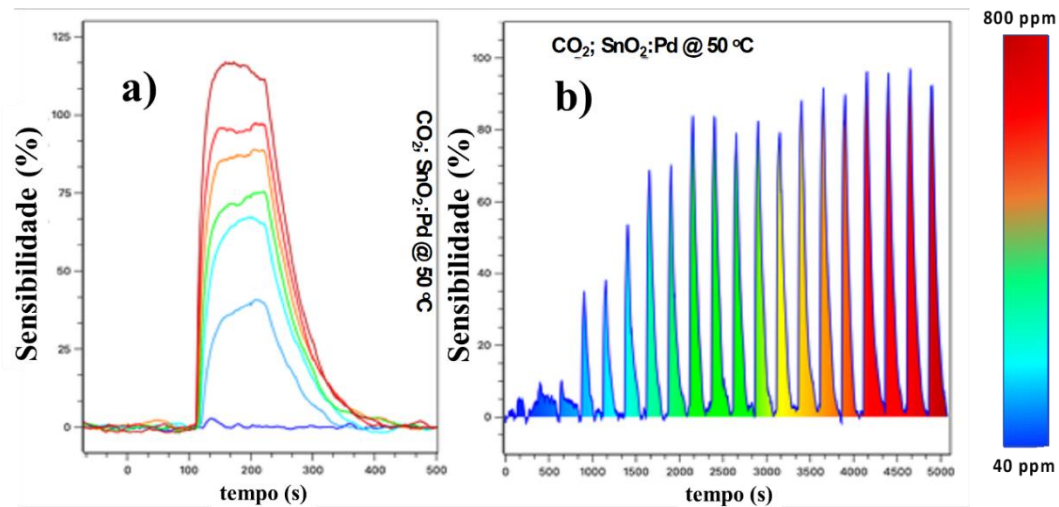 a)
Sensibilidade (%)
125
100
75
50
25
0
0
100
200
300
400
500
tempo (s)
CO2; SnO2:Pd @ 50 ºC
b)
CO2; SnO2:Pd @ 50 ºC
Sensibilidade (%)
100
80
60
40
20
0
0
500
1000
1500
2000
2500
3000
3500
4000
4500
5000
tempo (s)
800 ppm
40 ppm